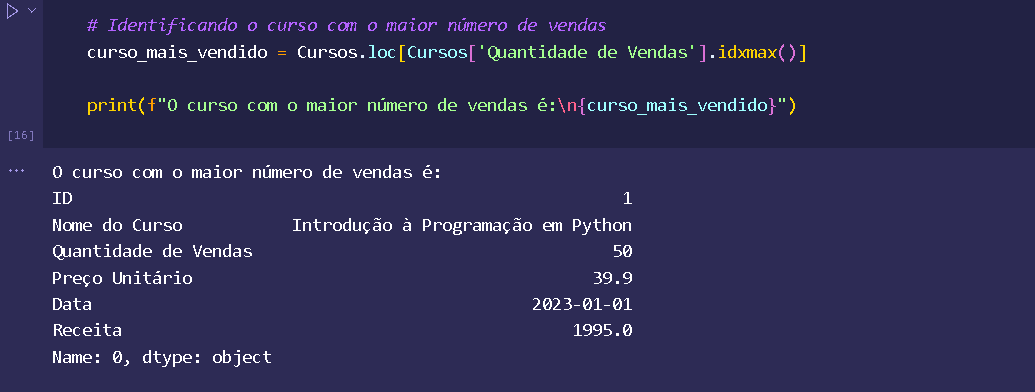 # Identificando o curso com o maior número de vendas
curso_mais_vendido = Cursos.loc[Cursos['Quantidade de Vendas'].idxmax()]
print(f"O curso com o maior número de vendas é:\n{curso_mais_vendido}")
[16]
O curso com o maior número de vendas é:
ID 1
Nome do Curso Introdução à Programação em Python
Quantidade de Vendas 50
Preço Unitário 39.9
Data 2023-01-01
Receita 1995.0
Name: 0, dtype: object